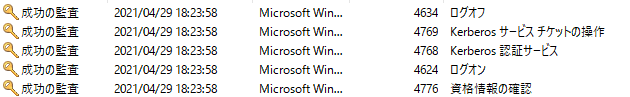 成功の監査 2021/04/29 18:23:58 Microsoft Win... 4634 ログオフ
成功の監査 2021/04/29 18:23:58 Microsoft Win... 4769 Kerberos サービス チケットの操作
成功の監査 2021/04/29 18:23:58 Microsoft Win... 4768 Kerberos 認証サービス
成功の監査 2021/04/29 18:23:58 Microsoft Win... 4624 ログオン
成功の監査 2021/04/29 18:23:58 Microsoft Win... 4776 資格情報の確認